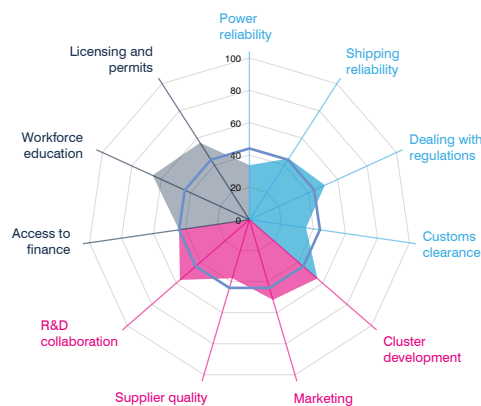 Power
reliability
Licensing and
permits
Shipping
reliability
100
80
60
40
20
0
Workforce
education
Dealing with
regulations
Access to
finance
Customs
clearance
R&D
collaboration
Cluster
development
Supplier quality
Marketing